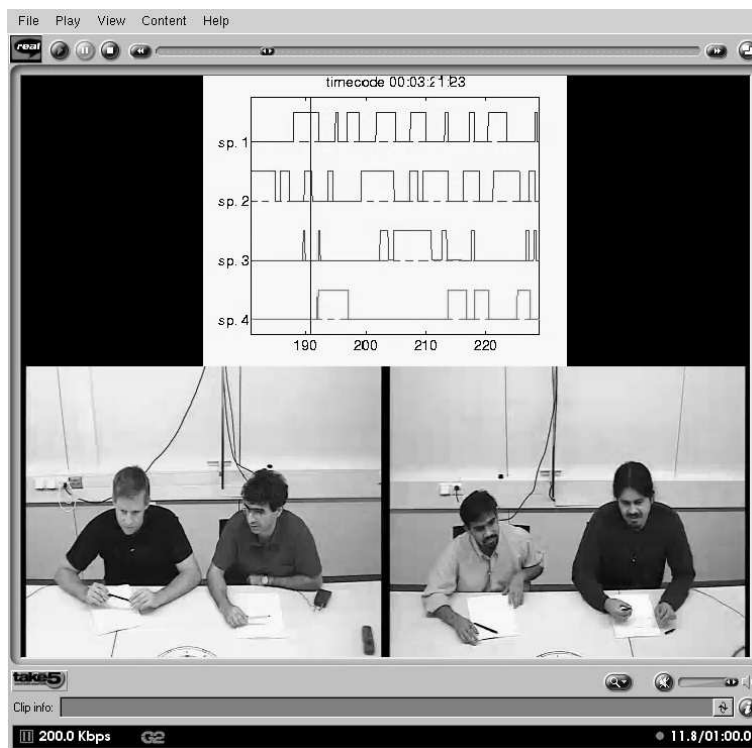 File Play View Content Help
real
timecode 00:03:21:23
sp. 1
sp. 2
sp. 3
sp. 4
190 200 210 220
take5
Clip info:
200.0 Kbps G2 11.8/01:00.0